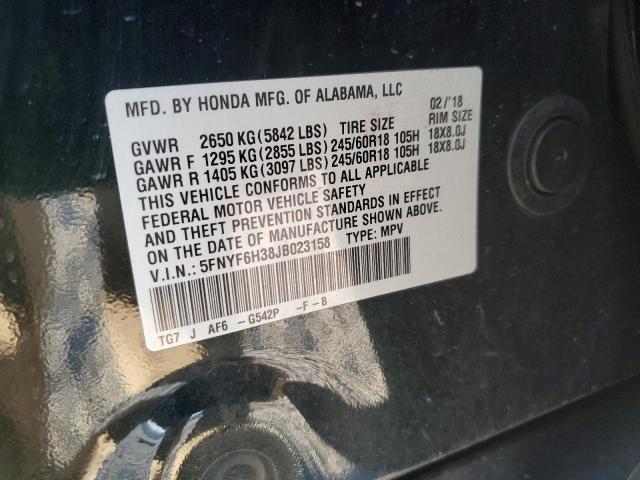 MFD. BY HONDA MFG. OF ALABAMA, LLC 02/'18
GVWR 2650 KG(5842 LBS) TIRE SIZE RIM SIZE
GAWR F 1295 KG (2855 LBS)245/60R18 105H 18X8.0J
GAWR R 1405 KG(3097 LBS)245/60R18 105H 18X8.0J
THIS VEHICLE CONFORMS TO ALL APPLICABLE
FEDERAL MOTOR VEHICLE SAFETY
AND THEFT PREVENTION STANDARDS IN EFFECT
ON THE DATE OF MANUFACTURE SHOWN ABOVE.
V.I.N.: 5FNYF6H38JB023158 TYPE: MPV
TG7 J AF6 -G542P -F-B